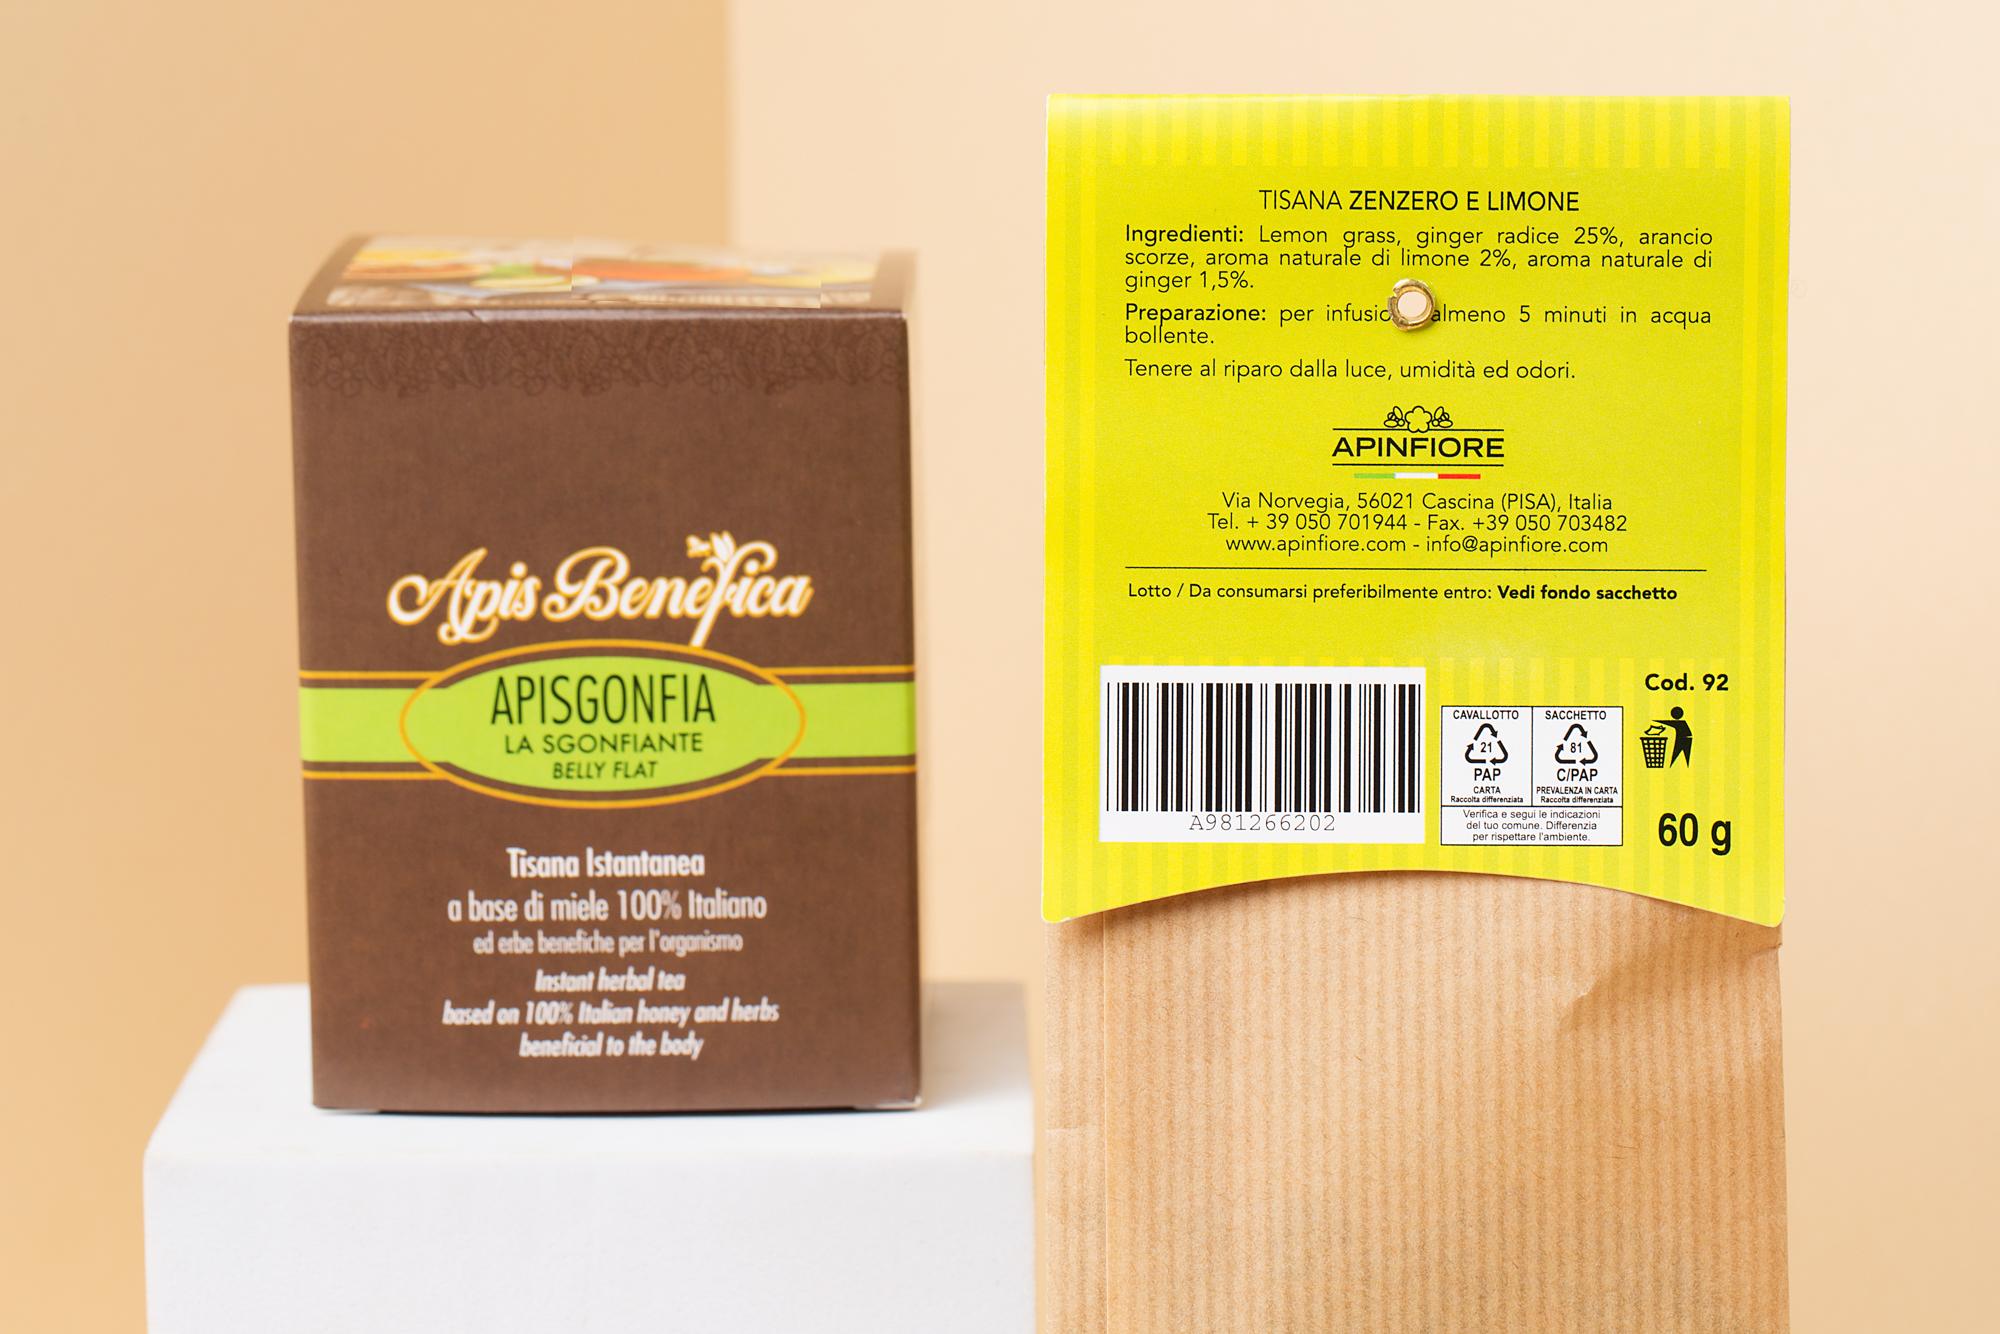 Apis Benefica
APISGONFIA
LA SGONFIANTE
BELLY FLAT
Tisana Istantanea
a base di miele 100% Italiano
ed erbe benefiche per l'organismo
Instant herbal tea
based on 100% Italian honey and herbs
beneficial to the body
TISANA ZENZERO E LIMONE
Ingredienti: Lemon grass, ginger radice 25%, arancio
scorze, aroma naturale di limone 2%, aroma naturale di
ginger 1,5%.
Preparazione: per infusio almeno 5 minuti in acqua
bollente.
Tenere al riparo dalla luce, umidità ed odori.
APINFIORE
Via Norvegia, 56021 Cascina (PISA), Italia
Tel. + 39 050 701944 - Fax. +39 050 703482
www.apinfiore.com - info@apinfiore.com
Lotto / Da consumarsi preferibilmente entro: Vedi fondo sacchetto
A981266202
CAVALLOTTO
21
PAP
CARTA
Raccolta differenziata
SACCHETTO
81
C/PAP
PREVALENZA IN CARTA
Raccolta differenziata
Verifica e segui le indicazioni
del tuo comune. Differenzia
per rispettare l'ambiente.
Cod. 92
60 g